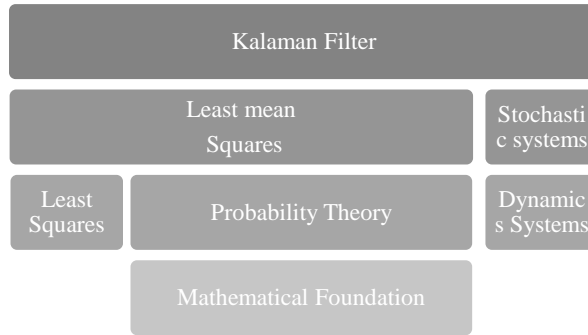 Kalaman Filter
Least mean
Squares
Stochasti
c systems
Least
Squares
Probability Theory
Dynamic
s Systems
Mathematical Foundation